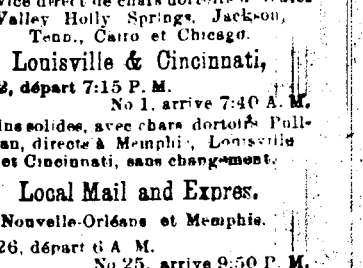 Valley Holly Springs, Jackson,
Tenn., Cairo et Chicago.
Louisville & Cincinnati,
départ 7:15 P. M.
No 1, arrive 7:40 A. M.
solides, avec chars dortoirs Pull-
an, directs à Memphis, Louisville
et Cincinnati, sans changement.
Local Mail and Expres.
Nouvelle-Orléans et Memphis.
26, départ 6 A M.
No 25, arrive 9:50 P. M.